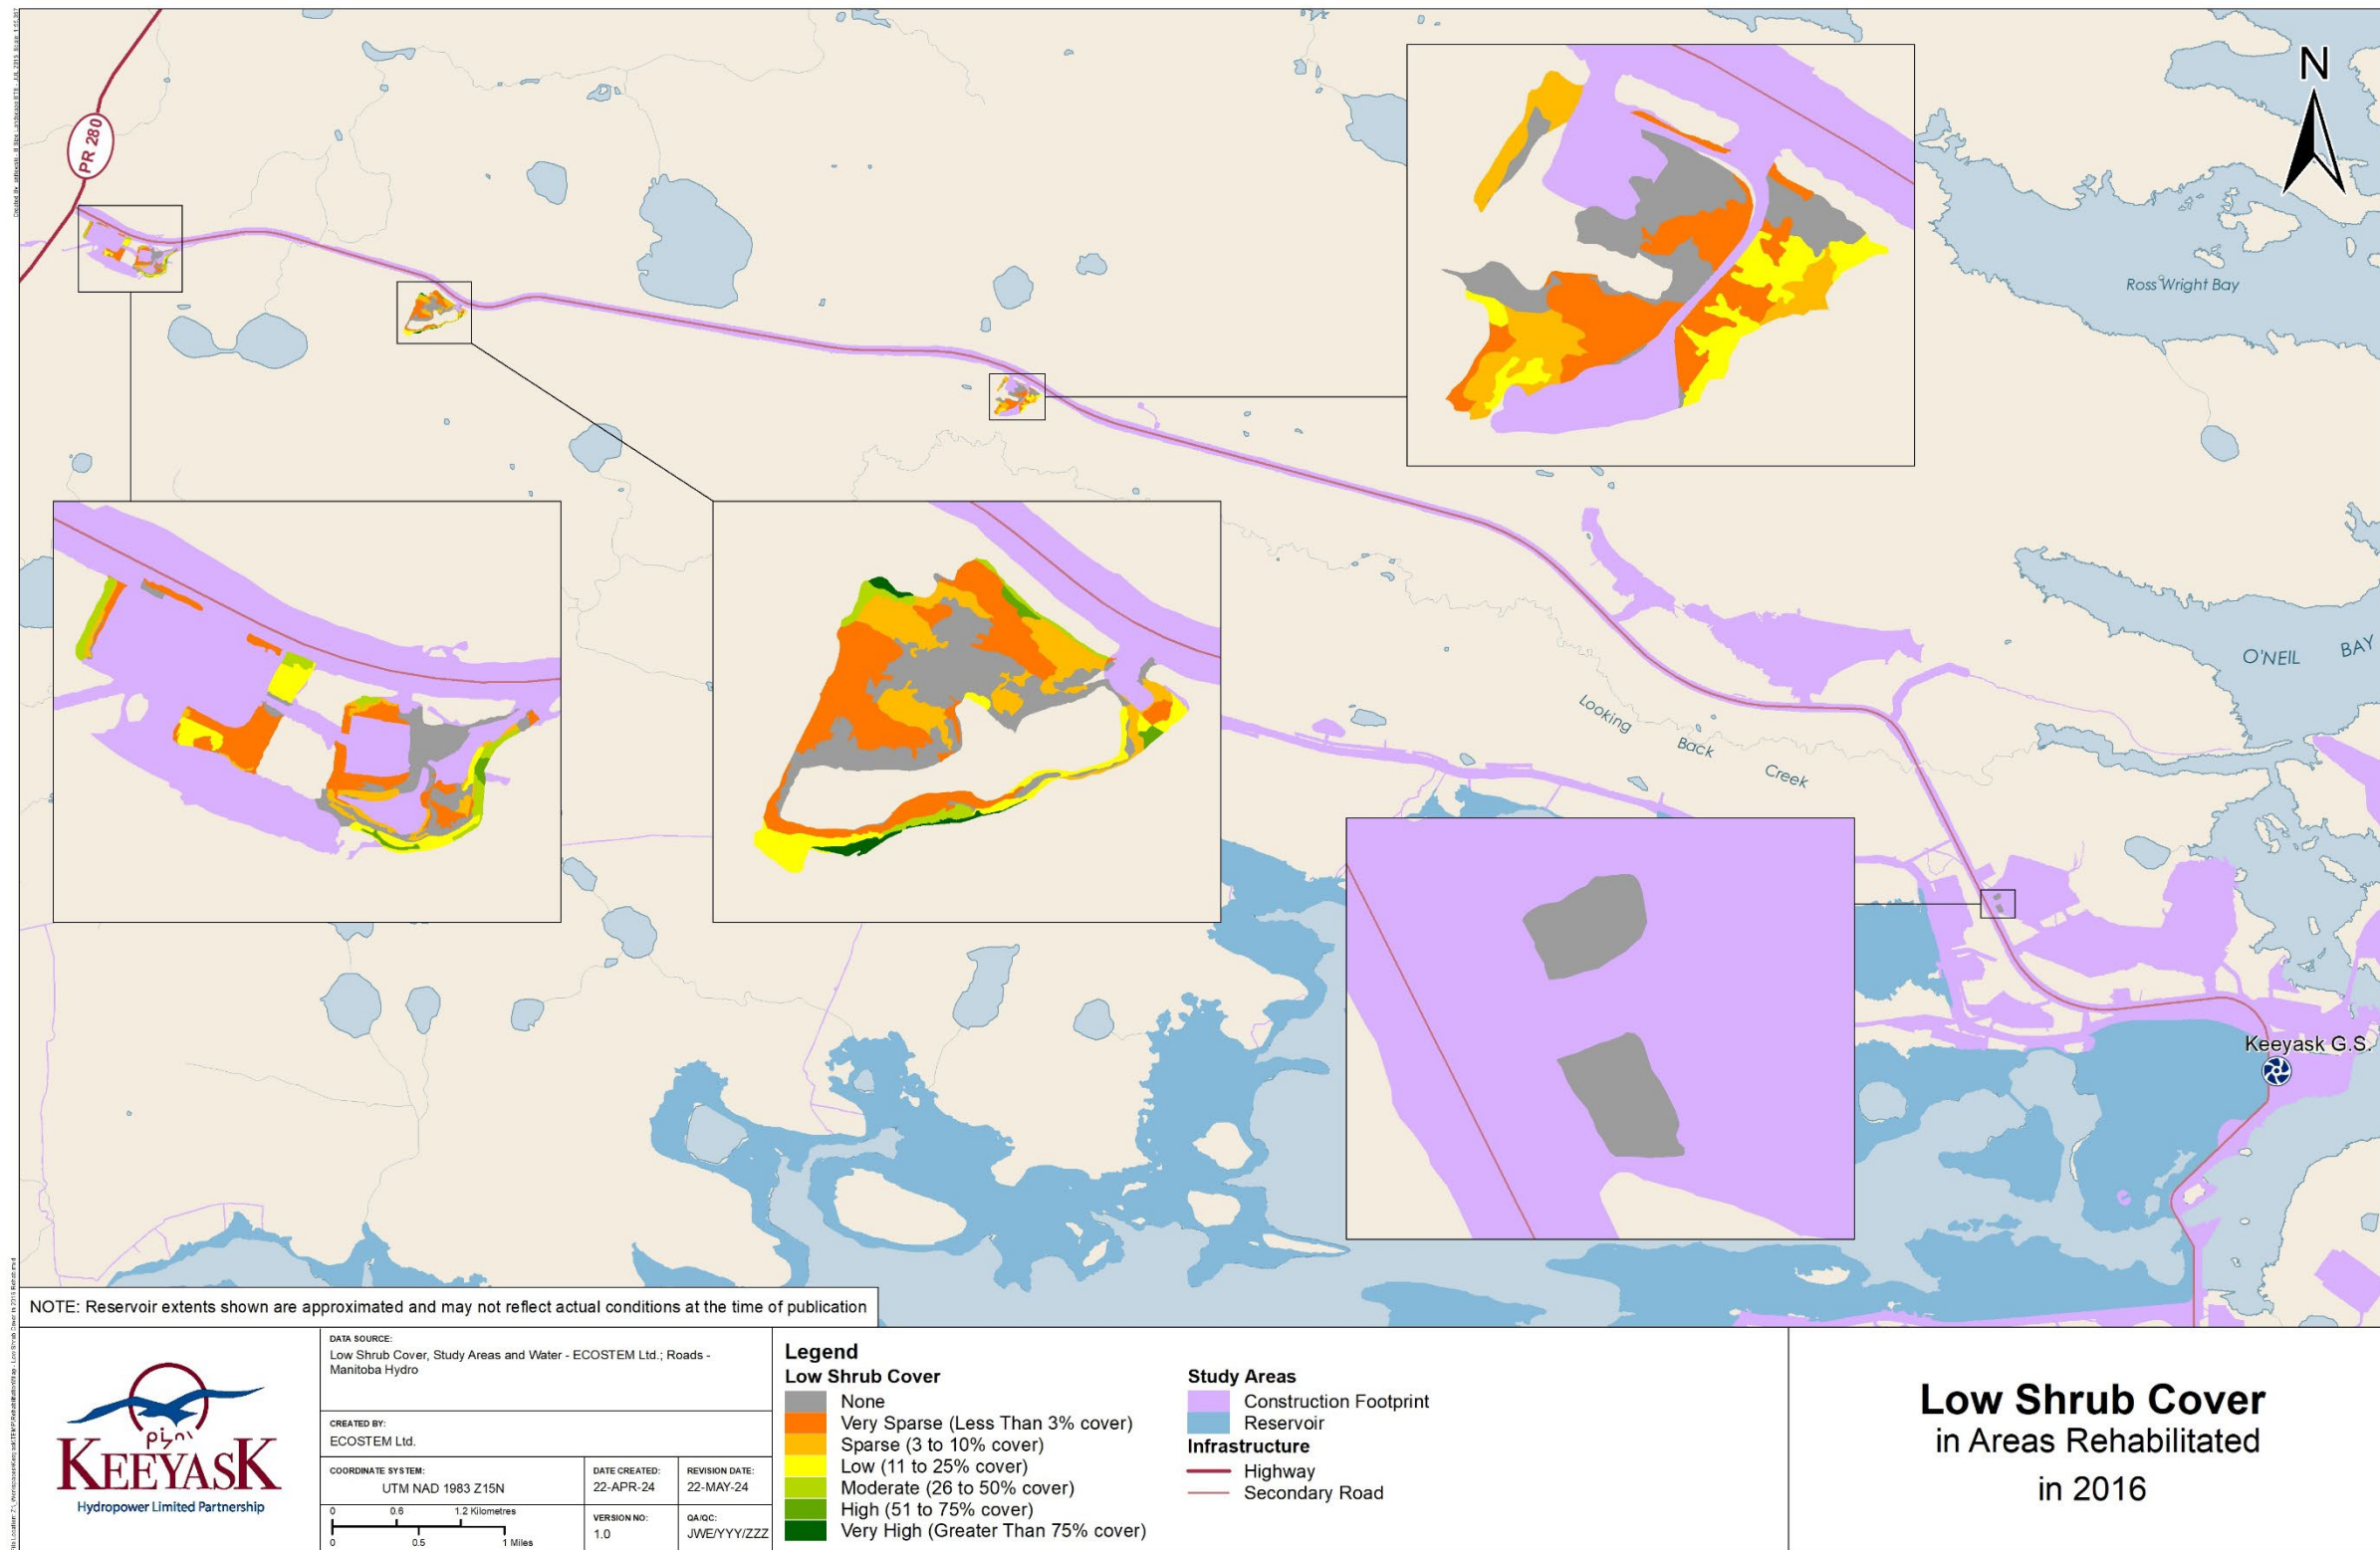 PR 280
N
Ross Wright Bay
O'NEIL BAY
Looking Back Creek
Keeyask G.S.
NOTE: Reservoir extents shown are approximated and may not reflect actual conditions at the time of publication
KEEYASK
Hydropower Limited Partnership
DATA SOURCE:
Low Shrub Cover, Study Areas and Water - ECOSTEM Ltd.; Roads -
Manitoba Hydro
CREATED BY:
ECOSTEM Ltd.
COORDINATE SYSTEM:
UTM NAD 1983 Z15N
DATE CREATED:
22-APR-24
REVISION DATE:
22-MAY-24
0 0.6 1.2 Kilometres
0 0.5 1 Miles
VERSION NO:
1.0
QA/QC:
JWE/YYY/ZZZ
Legend
Low Shrub Cover
None
Very Sparse (Less Than 3% cover)
Sparse (3 to 10% cover)
Low (11 to 25% cover)
Moderate (26 to 50% cover)
High (51 to 75% cover)
Very High (Greater Than 75% cover)
Study Areas
Construction Footprint
Reservoir
Infrastructure
Highway
Secondary Road
Low Shrub Cover
in Areas Rehabilitated
in 2016